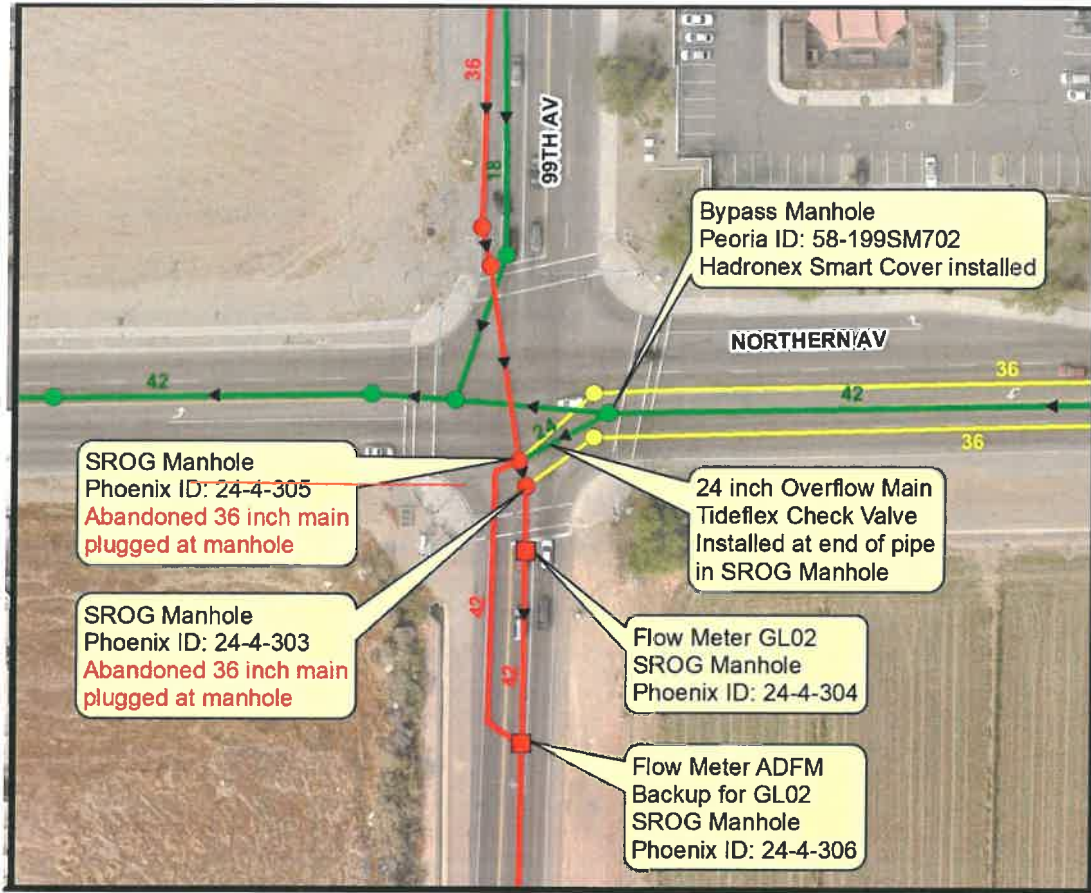 36
18
99TH AV
Bypass Manhole
Peoria ID: 58-199SM702
Hadronex Smart Cover installed
NORTHERN AV
42
36
42
24
36
SROG Manhole
Phoenix ID: 24-4-305
Abandoned 36 inch main
plugged at manhole
24 inch Overflow Main
Tideflex Check Valve
Installed at end of pipe
in SROG Manhole
SROG Manhole
Phoenix ID: 24-4-303
Abandoned 36 inch main
plugged at manhole
42
42
Flow Meter GL02
SROG Manhole
Phoenix ID: 24-4-304
Flow Meter ADFM
Backup for GL02
SROG Manhole
Phoenix ID: 24-4-306